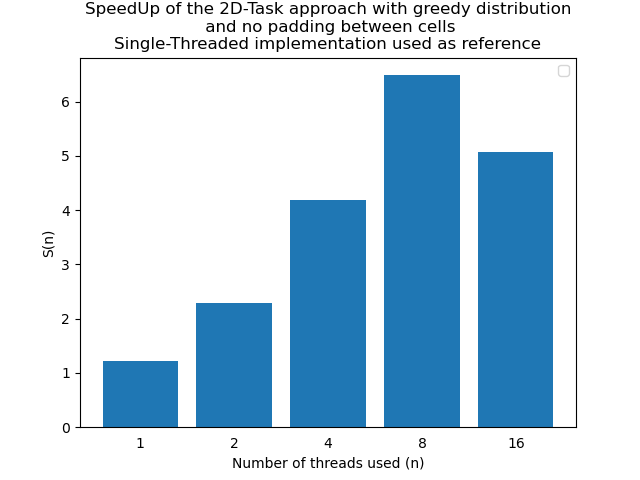 SpeedUp of the 2D-Task approach with greedy distribution
and no padding between cells
Single-Threaded implementation used as reference
6
5
4
3
2
1
0
S(n)
1 2 4 8 16
Number of threads used (n)